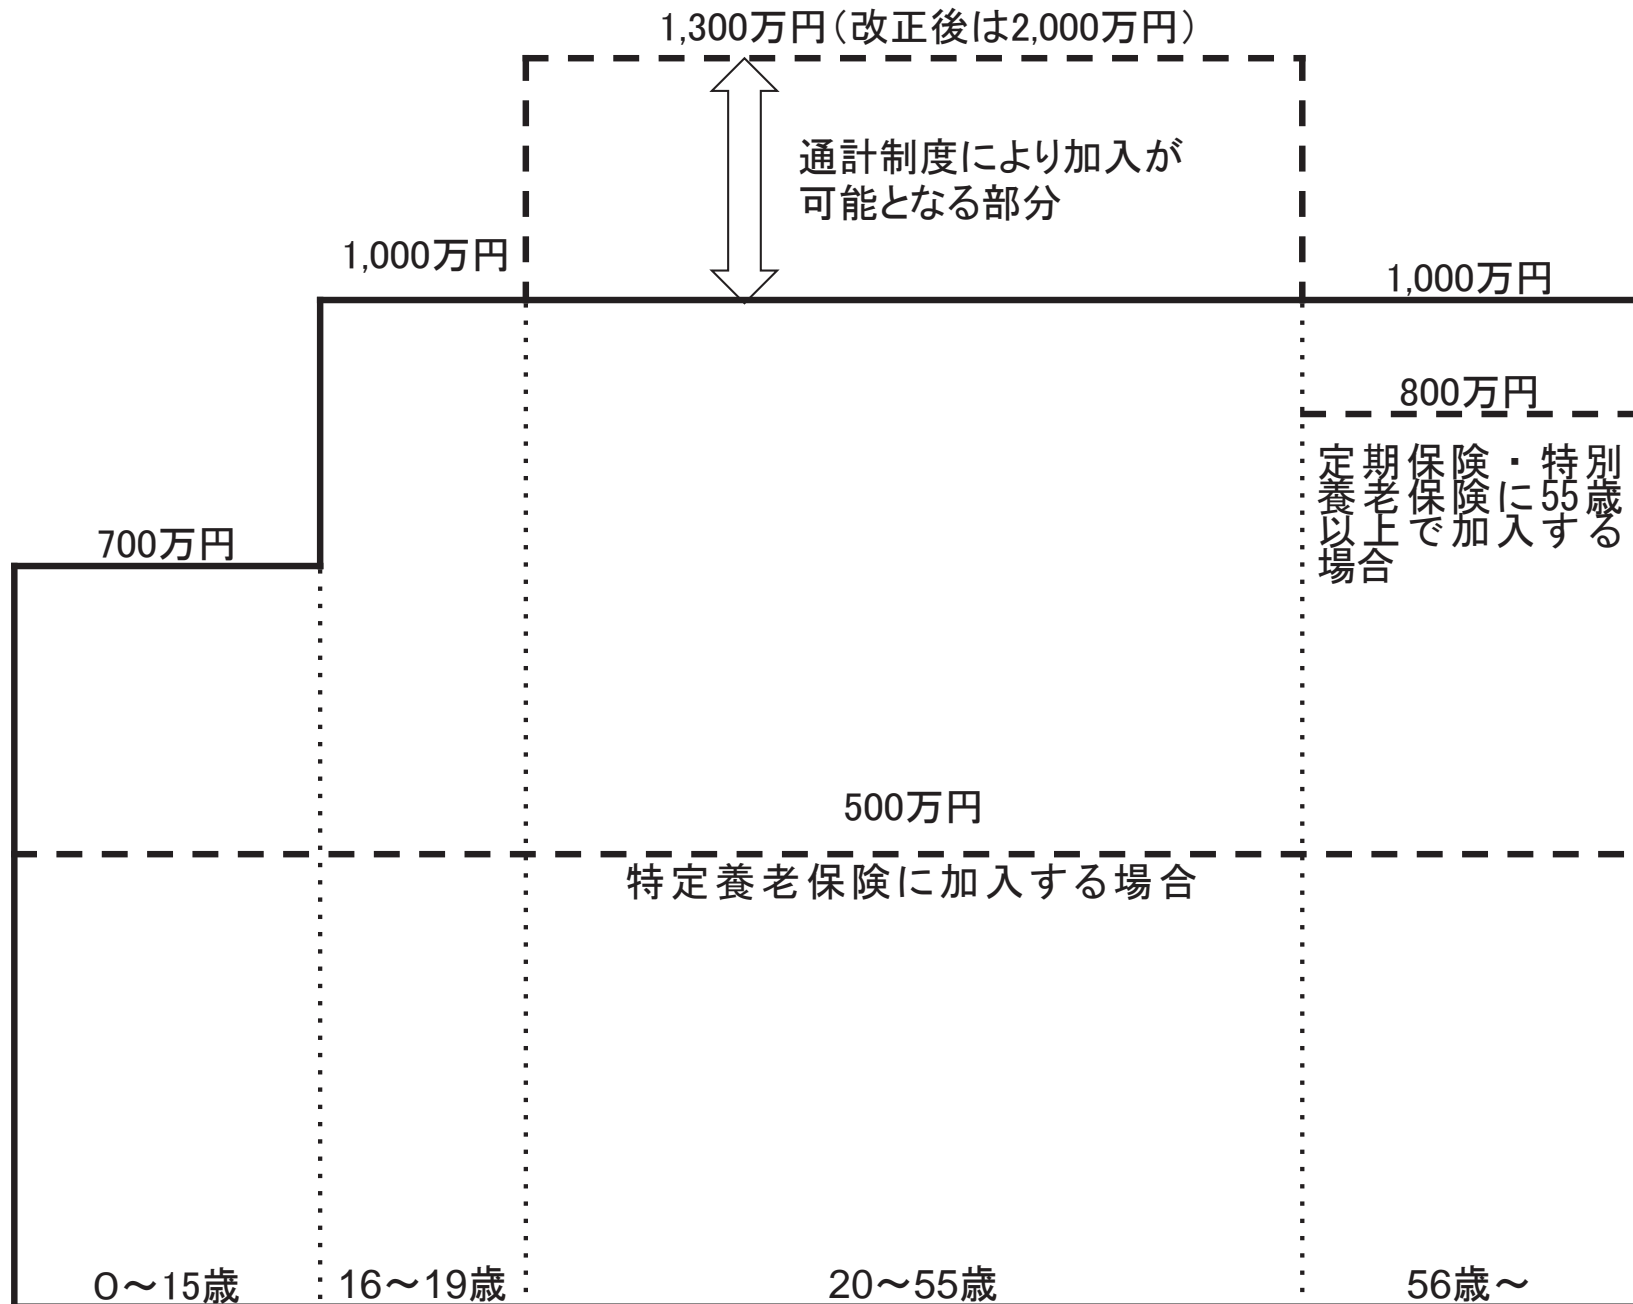 1,300万円（改正後は2,000万円）
通計制度により加入が
可能となる部分
1,000万円
1,000万円
800万円
定期保険・特別
養老保険に55歳
以上で加入する
場合
700万円
500万円
特定養老保険に加入する場合
0～15歳
16～19歳
20～55歳
56歳～